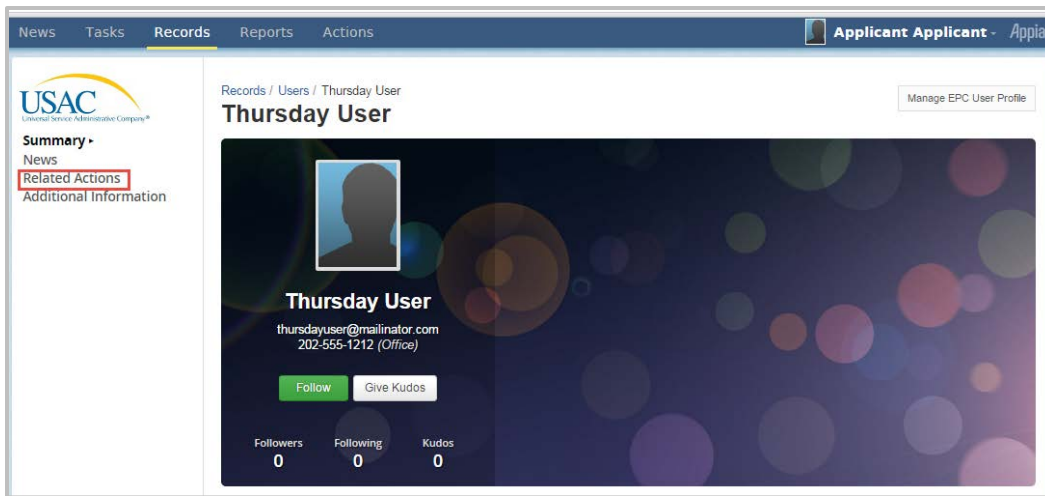 News Tasks Records Reports Actions
Applicant Applicant
USAC
Universal Service Administrative Company®
Summary
News
Related Actions
Additional Information
Records / Users / Thursday User
Thursday User
Manage EPC User Profile
Thursday User
thursdayuser@mailinator.com
202-555-1212 (Office)
Follow Give Kudos
Followers Following Kudos
0 0 0